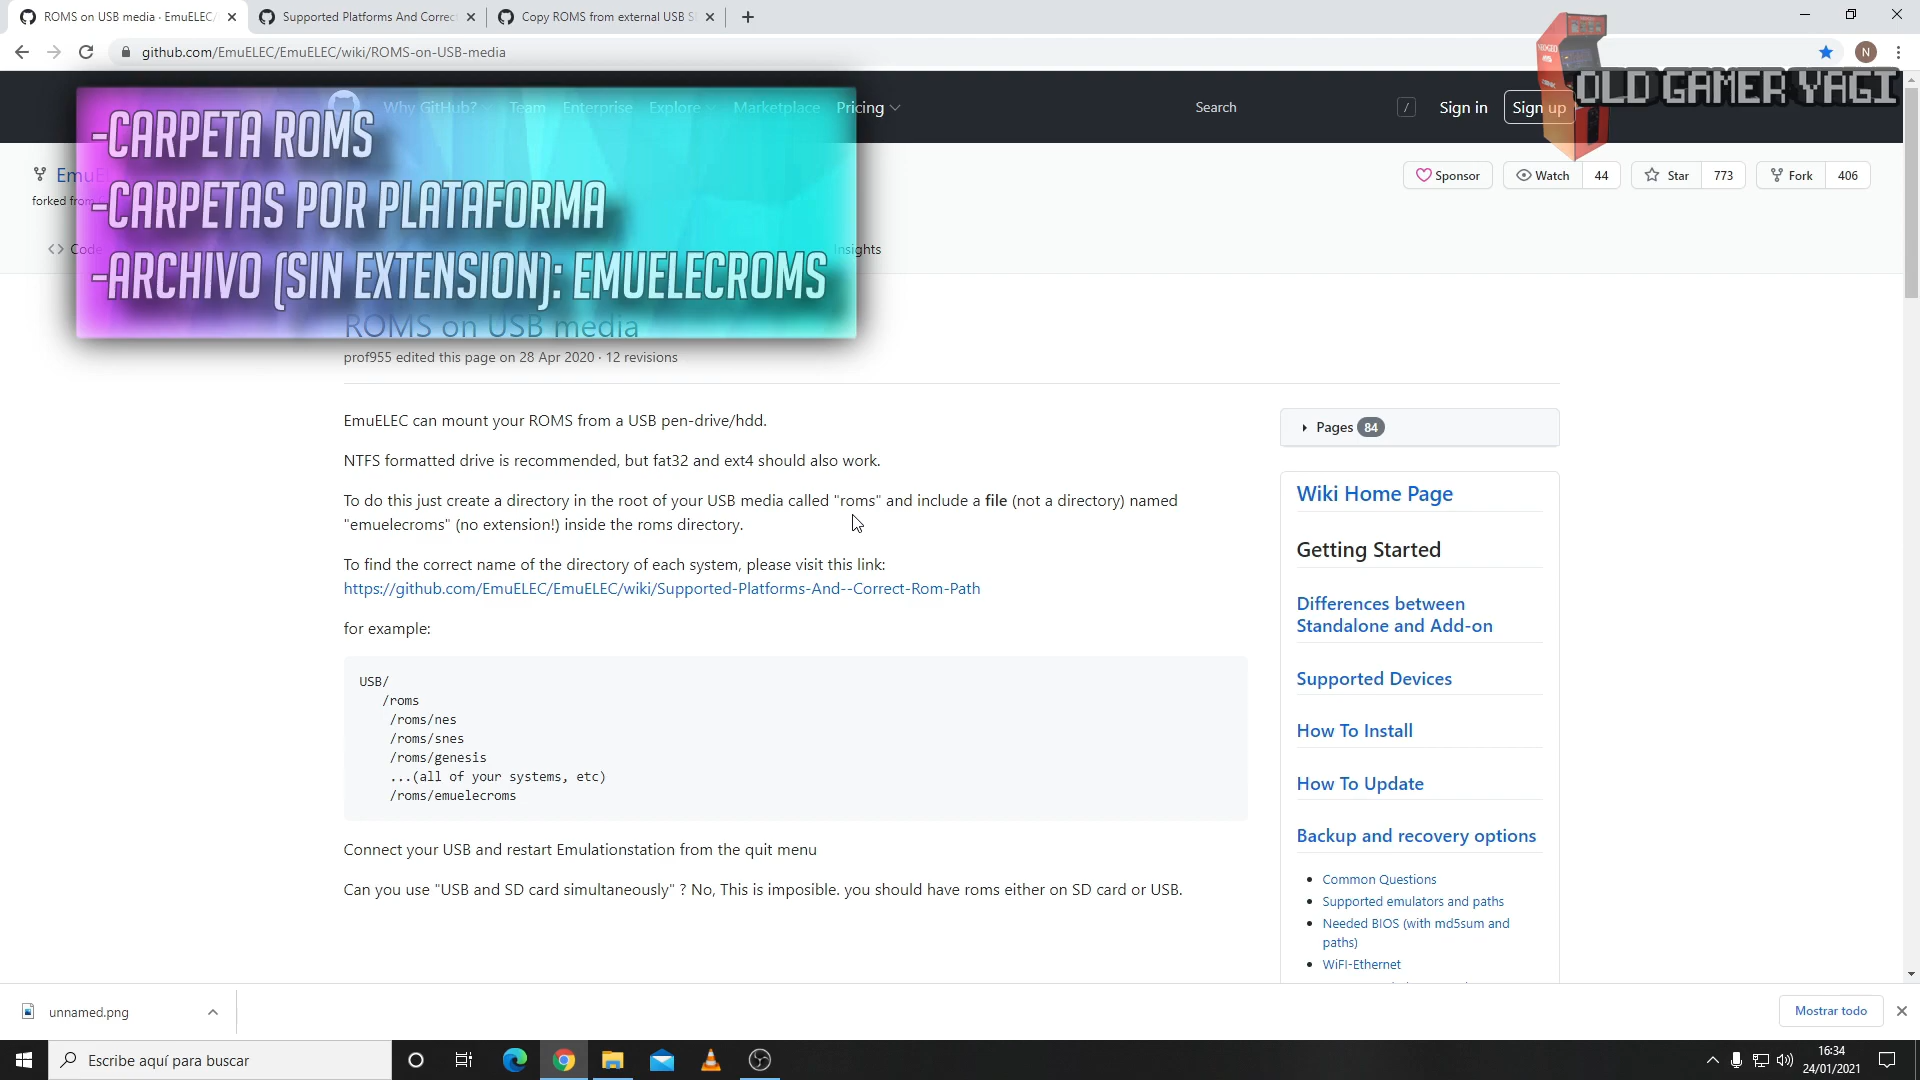 ROMS on USB media · EmuELEC/
Supported Platforms And Correct
Copy ROMS from external USB S
github.com/EmuELEC/EmuELEC/wiki/ROMS-on-USB-media
N
OLD GAMER YAGI
Why GitHub?
Team
Enterprise
Explore
Marketplace
Pricing
Search
/
Sign in
Sign up
-CARPETA ROMS
-CARPETAS POR PLATAFORMA
-ARCHIVO (SIN EXTENSION): EMUELECROMS
EmuEL
forked from
Sponsor
Watch
44
Star
773
Fork
406
Code
Insights
ROMS on USB media
prof955 edited this page on 28 Apr 2020 · 12 revisions
EmuELEC can mount your ROMS from a USB pen-drive/hdd.
NTFS formatted drive is recommended, but fat32 and ext4 should also work.
To do this just create a directory in the root of your USB media called "roms" and include a file (not a directory) named
"emuelecroms" (no extension!) inside the roms directory.
To find the correct name of the directory of each system, please visit this link:
https://github.com/EmuELEC/EmuELEC/wiki/Supported-Platforms-And--Correct-Rom-Path
for example:
USB/
/roms
/roms/nes
/roms/snes
/roms/genesis
...(all of your systems, etc)
/roms/emuelecroms
Connect your USB and restart Emulationstation from the quit menu
Can you use "USB and SD card simultaneously" ? No, This is imposible. you should have roms either on SD card or USB.
Pages 84
Wiki Home Page
Getting Started
Differences between
Standalone and Add-on
Supported Devices
How To Install
How To Update
Backup and recovery options
Common Questions
Supported emulators and paths
Needed BIOS (with md5sum and
paths)
WiFI-Ethernet
unnamed.png
Mostrar todo
Escribe aquí para buscar
16:34
24/01/2021